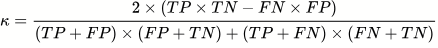 κ = 2 × (TP × TN − FN × FP) / (TP + FP) × (FP + TN) + (TP + FN) × (FN + TN)